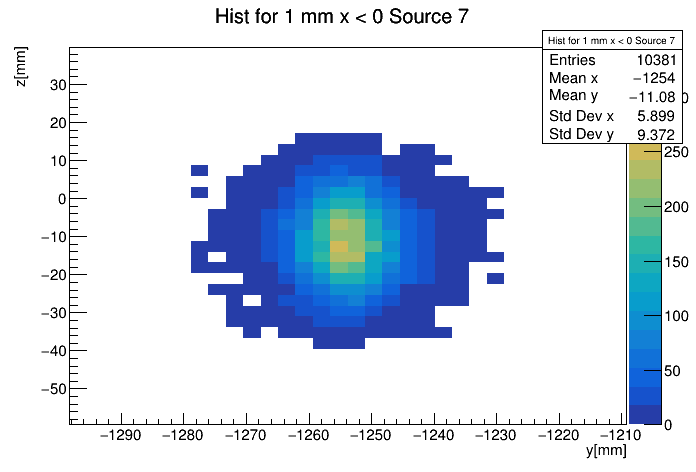 Hist for 1 mm x < 0 Source 7
z[mm]
Hist for 1 mm x < 0 Source 7
Entries 10381
Mean x −1254
Mean y −11.08
Std Dev x 5.899
Std Dev y 9.372
30
20
10
0
−10
−20
−30
−40
−50
0
250
200
150
100
50
0
−1290 −1280 −1270 −1260 −1250 −1240 −1230 −1220 −1210
y[mm]